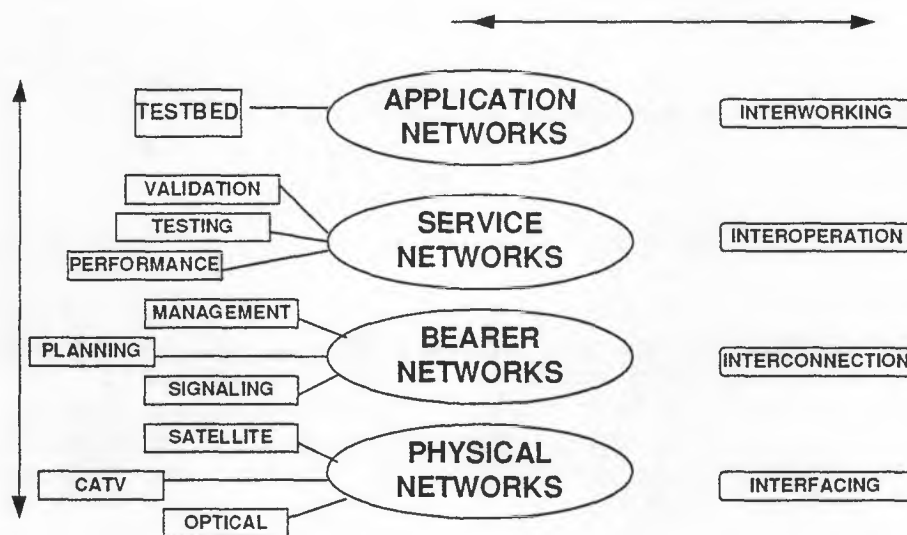 TESTBED
APPLICATION
NETWORKS
INTERWORKING
VALIDATION
TESTING
PERFORMANCE
SERVICE
NETWORKS
INTEROPERATION
MANAGEMENT
PLANNING
SIGNALING
BEARER
NETWORKS
INTERCONNECTION
SATELLITE
CATV
OPTICAL
PHYSICAL
NETWORKS
INTERFACING